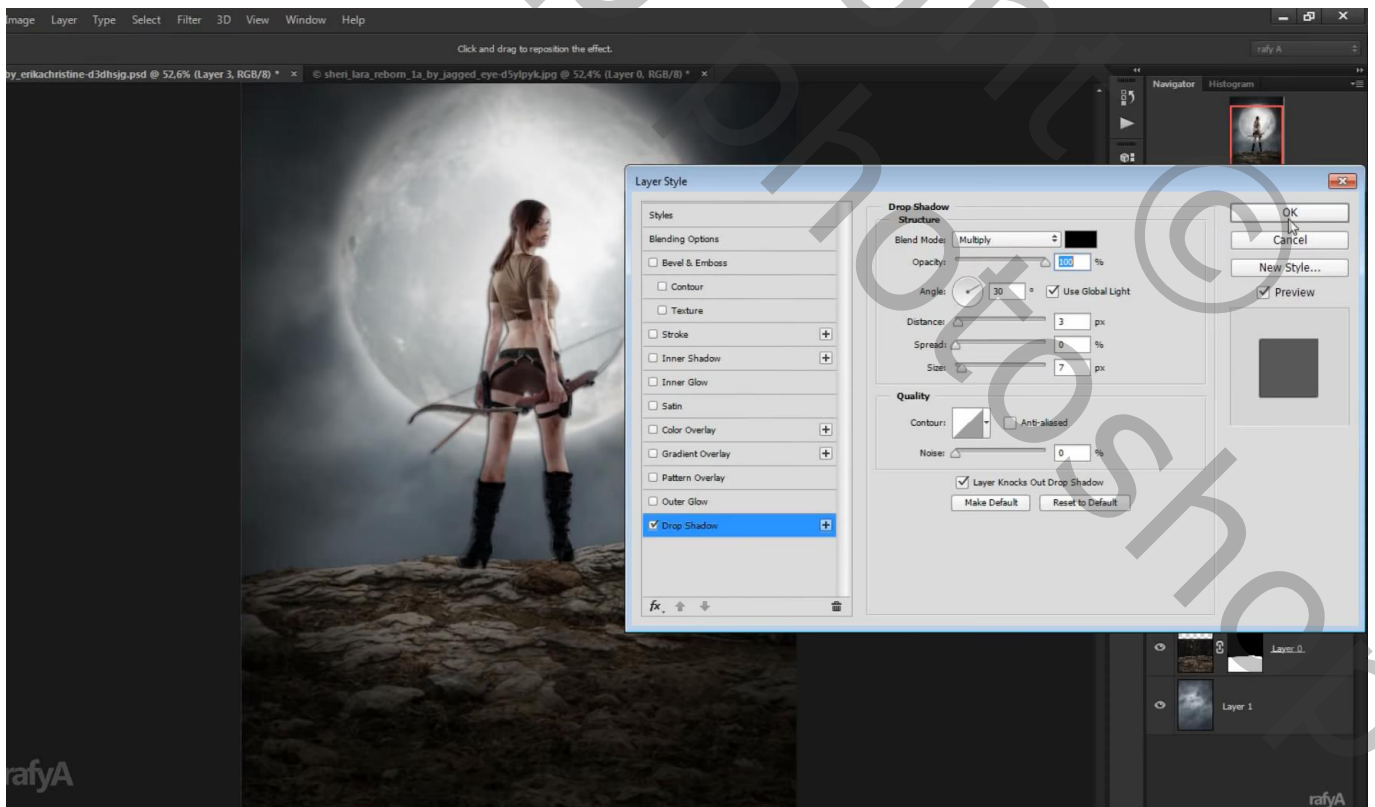 mage Layer Type Select Filter 3D View Window Help
Click and drag to reposition the effect.
rafy A
by_erikachristine-d3dhsjg.psd @ 52,6% (Layer 3, RGB/8) * ×
© sheri_lara_reborn_1a_by_jagged_eye-d5ylpyk.jpg @ 52,4% (Layer 0, RGB/8) * ×
Navigator Histogram
Layer Style
Styles
Blending Options
Bevel & Emboss
Contour
Texture
Stroke
Inner Shadow
Inner Glow
Satin
Color Overlay
Gradient Overlay
Pattern Overlay
Outer Glow
Drop Shadow
fx
Drop Shadow
Structure
Blend Mode: Multiply
Opacity: 100 %
Angle: 30 ° Use Global Light
Distance: 3 px
Spread: 0 %
Size: 7 px
Quality
Contour: Anti-aliased
Noise: 0 %
Layer Knocks Out Drop Shadow
Make Default Reset to Default
OK
Cancel
New Style...
Preview
Layer 0
Layer 1
rafyA
rafyA
photoshop
©